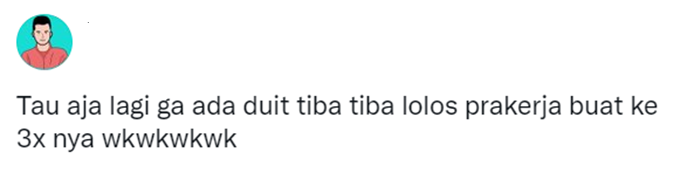 Tau aja lagi ga ada duit tiba tiba lolos prakerja buat ke
3x nya wkwkwkwk